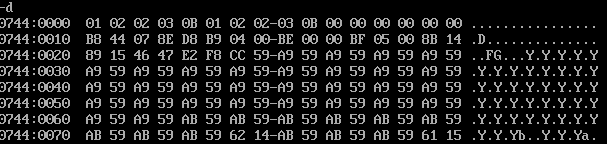 -d
0744:0000  01 02 02 03 0B 01 02 02-03 0B 00 00 00 00 00 00   ................
0744:0010  B8 44 07 8E D8 B9 04 00-BE 00 00 BF 05 00 8B 14   .D..............
0744:0020  89 15 46 47 E2 F8 CC 59-A9 59 A9 59 A9 59 A9 59   ..FG...Y.Y.Y.Y.Y
0744:0030  A9 59 A9 59 A9 59 A9 59-A9 59 A9 59 A9 59 A9 59   .Y.Y.Y.Y.Y.Y.Y.Y
0744:0040  A9 59 A9 59 A9 59 A9 59-A9 59 A9 59 A9 59 A9 59   .Y.Y.Y.Y.Y.Y.Y.Y
0744:0050  A9 59 A9 59 A9 59 A9 59-A9 59 A9 59 A9 59 A9 59   .Y.Y.Y.Y.Y.Y.Y.Y
0744:0060  A9 59 A9 59 AB 59 AB 59-AB 59 AB 59 AB 59 AB 59   .Y.Y.Y.Y.Y.Y.Y.Y
0744:0070  AB 59 AB 59 AB 59 62 14-AB 59 AB 59 AB 59 61 15   .Y.Y.Yb..Y.Y.Ya.